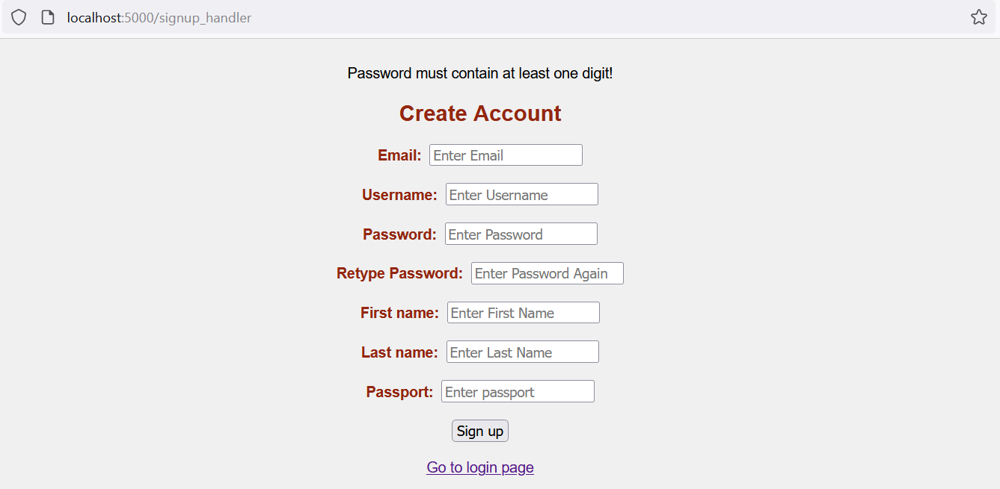 localhost:5000/signup_handler
Password must contain at least one digit!
Create Account
Email: Enter Email
Username: Enter Username
Password: Enter Password
Retype Password: Enter Password Again
First name: Enter First Name
Last name: Enter Last Name
Passport: Enter passport
Sign up
Go to login page